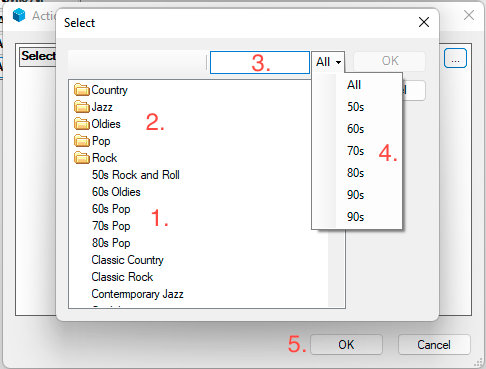 Actio
Select
Select
3.
All
OK
...
el
Country
Jazz
Oldies
Pop
Rock
2.
50s Rock and Roll
60s Oldies
60s Pop
70s Pop
80s Pop
1.
Classic Country
Classic Rock
Contemporary Jazz
All
50s
60s
70s
80s
90s
90s
4.
5.
OK
Cancel